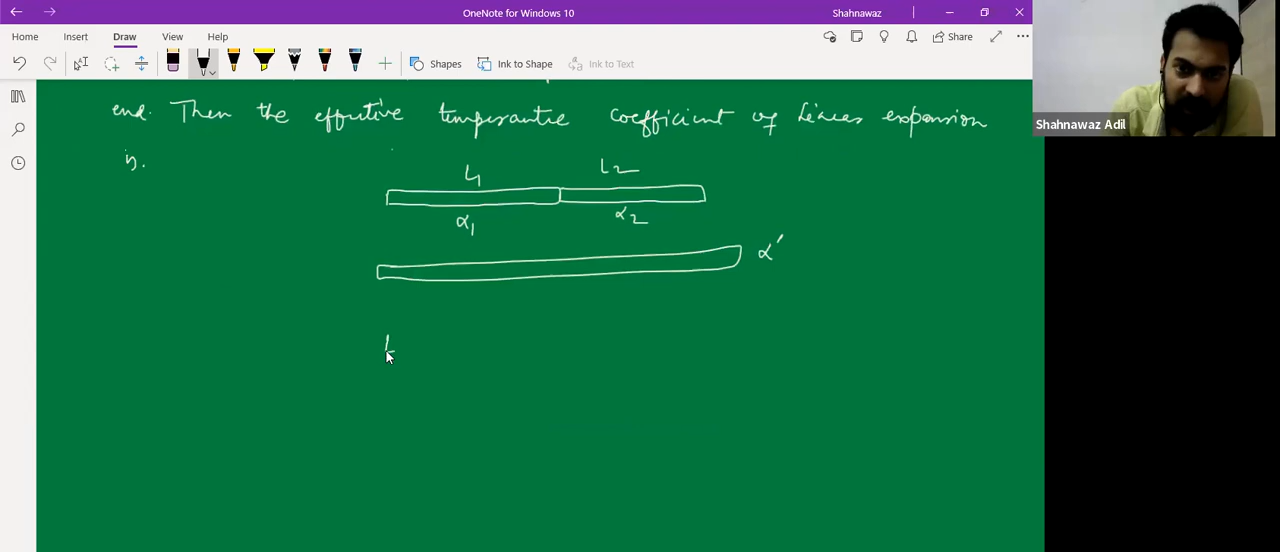 OneNote for Windows 10
Shahnawaz
Home Insert Draw View Help
Shapes Ink to Shape Ink to Text Share
Shahnawaz Adil
end. Then the effective temperature coefficient of Linear expansion
is.
L1 L2
α1 α2
α'
L